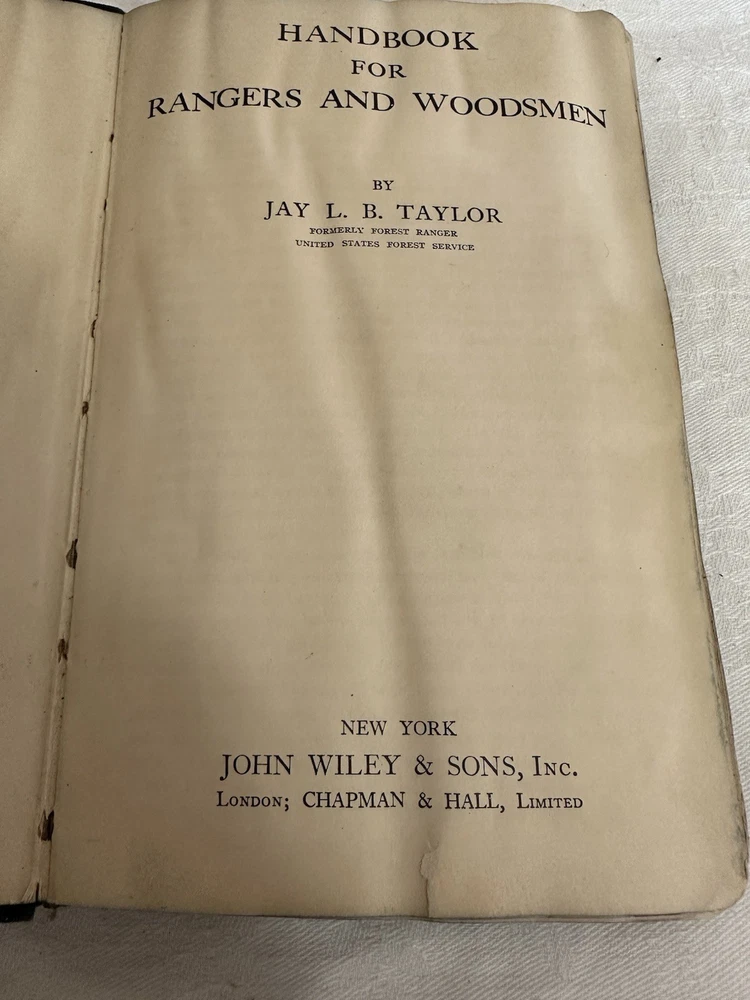 HANDBOOK
FOR
RANGERS AND WOODSMEN
BY
JAY L. B. TAYLOR
FORMERLY FOREST RANGER
UNITED STATES FOREST SERVICE
NEW YORK
JOHN WILEY & SONS, INC.
LONDON; CHAPMAN & HALL, LIMITED